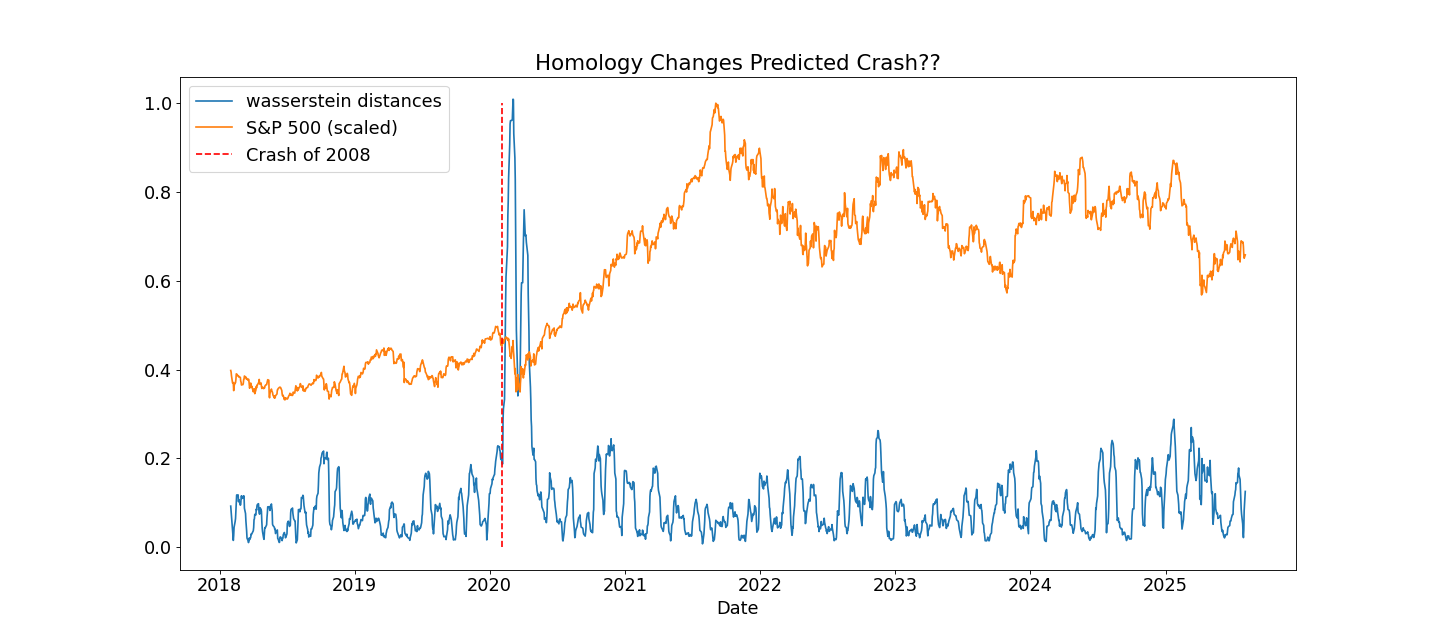 Homology Changes Predicted Crash??
wasserstein distances
S&P 500 (scaled)
Crash of 2008
1.0
0.8
0.6
0.4
0.2
0.0
2018 2019 2020 2021 2022 2023 2024 2025
Date